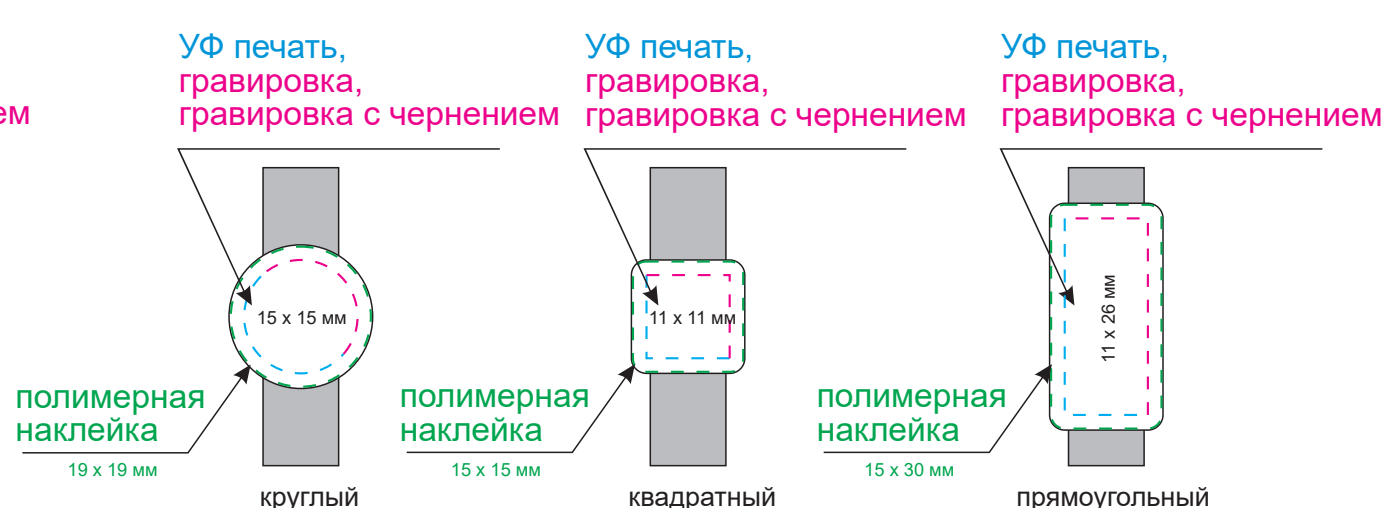 УФ печать,
гравировка,
гравировка с чернением
УФ печать,
гравировка,
гравировка с чернением
УФ печать,
гравировка,
гравировка с чернением
ем
15 x 15 мм
11 x 11 мм
11 x 26 мм
полимерная
наклейка
19 x 19 мм
полимерная
наклейка
15 x 15 мм
полимерная
наклейка
15 x 30 мм
круглый
квадратный
прямоугольный